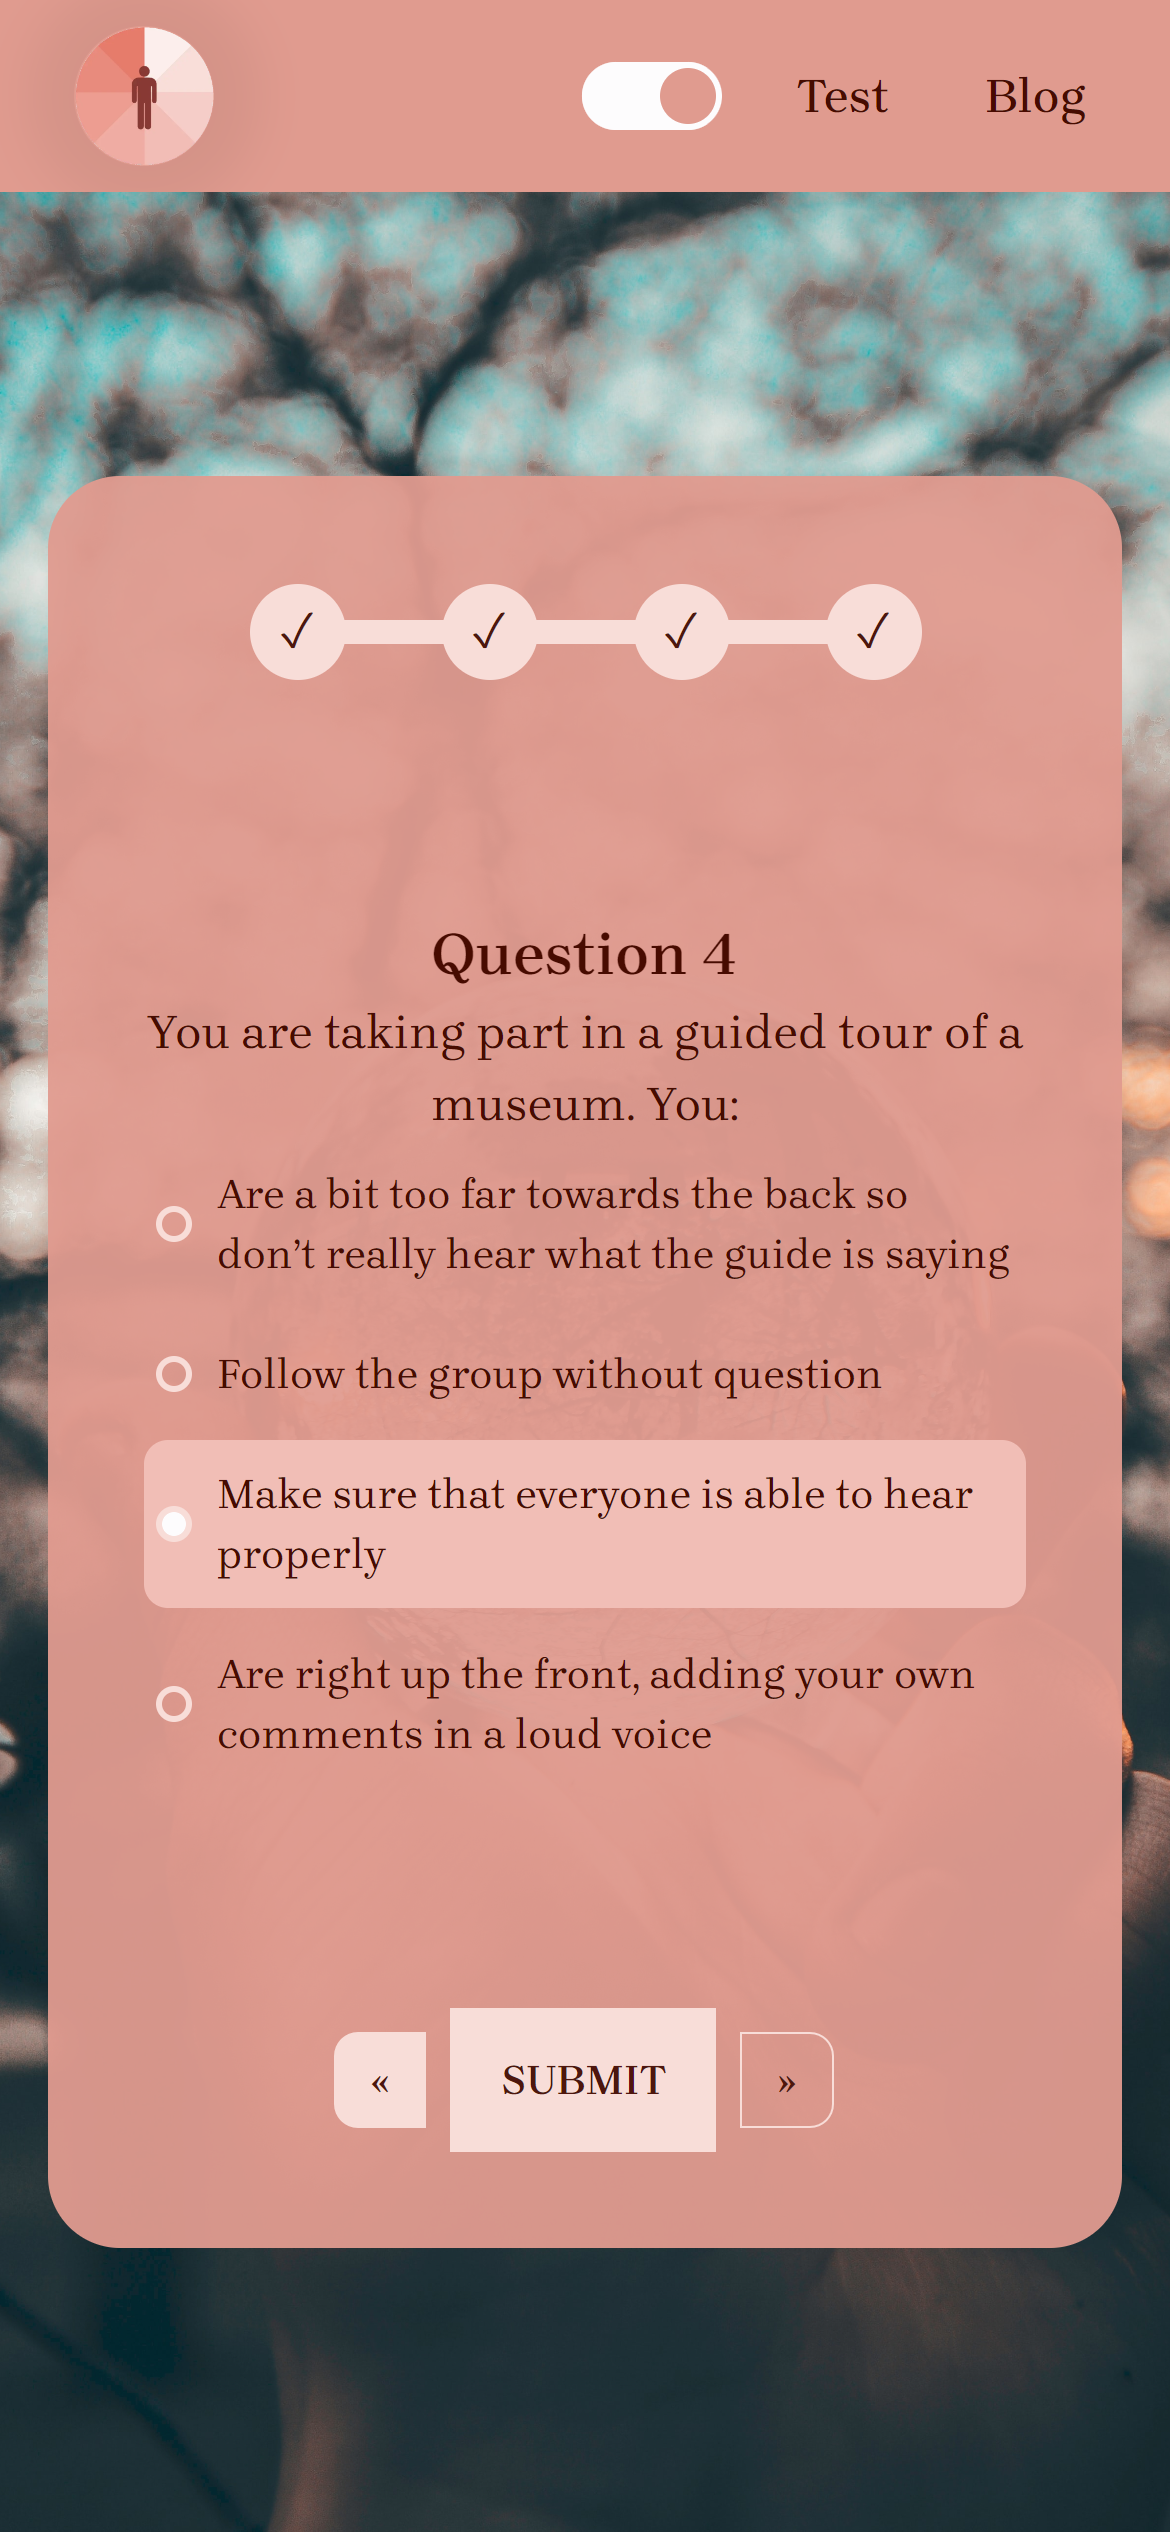 Test
Blog
✓ ✓ ✓ ✓
Question 4
You are taking part in a guided tour of a
museum. You:
Are a bit too far towards the back so
don’t really hear what the guide is saying
Follow the group without question
Make sure that everyone is able to hear
properly
Are right up the front, adding your own
comments in a loud voice
«
SUBMIT
»